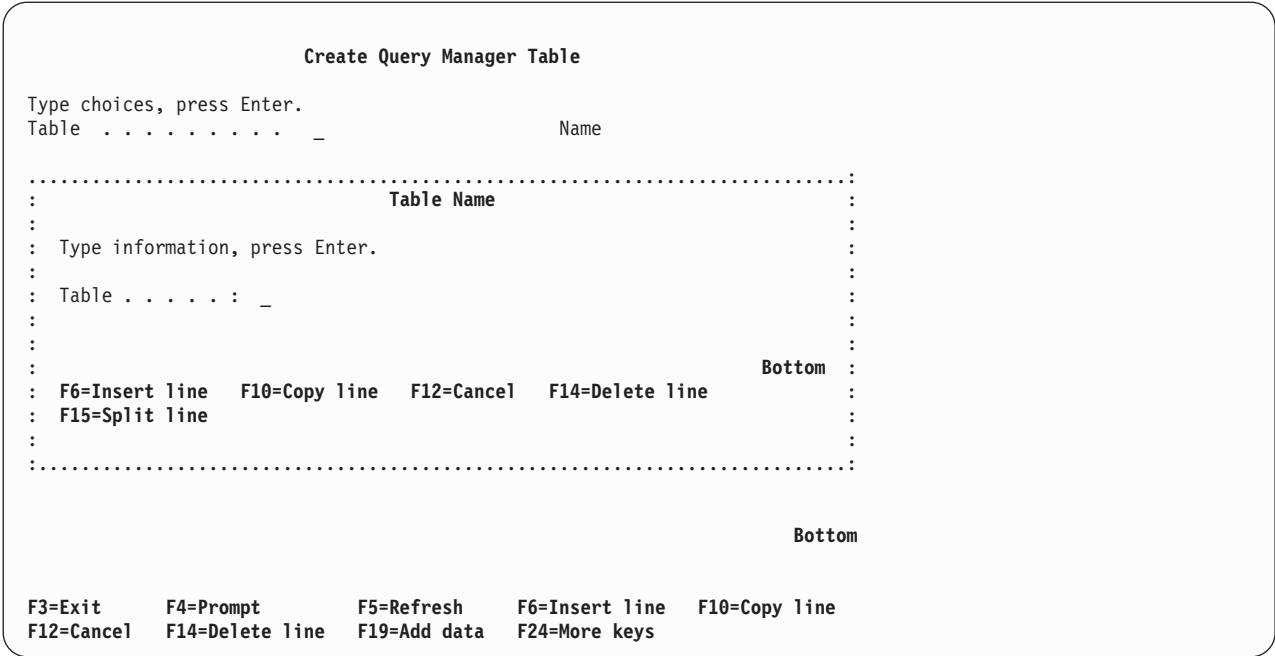 Create Query Manager Table
Type choices, press Enter.
Table . . . . . . . . . _ Name
.............................................................................:
: Table Name :
: :
: Type information, press Enter. :
: :
: Table . . . . . : _ :
: :
: :
: Bottom :
: F6=Insert line F10=Copy line F12=Cancel F14=Delete line :
: F15=Split line :
: :
:............................................................................:
Bottom
F3=Exit F4=Prompt F5=Refresh F6=Insert line F10=Copy line
F12=Cancel F14=Delete line F19=Add data F24=More keys